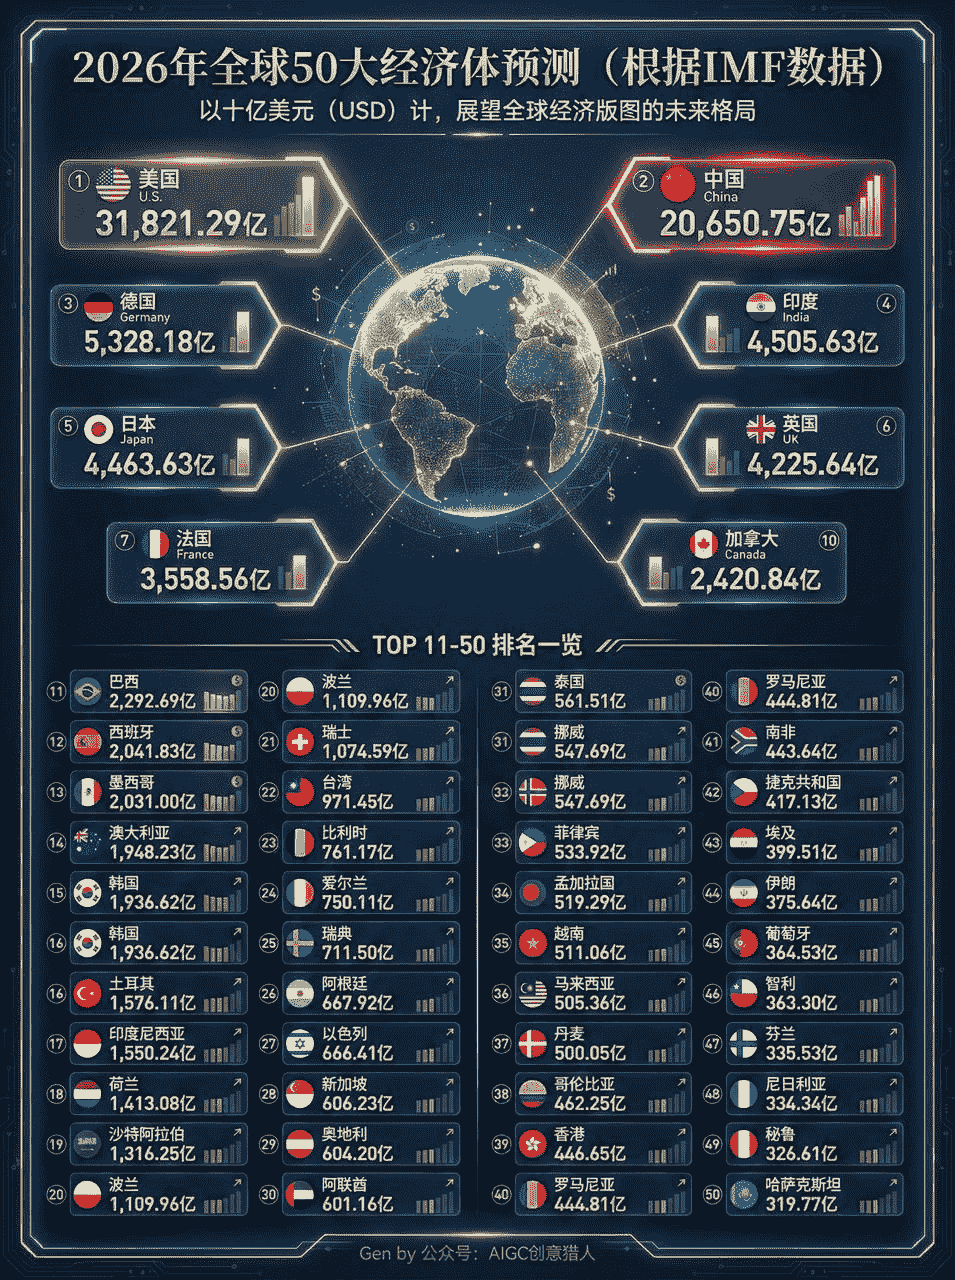 2026年全球50大经济体预测（根据IMF数据）
以十亿美元（USD）计，展望全球经济版图的未来格局
① 美国
U.S.
31,821.29亿
② 中国
China
20,650.75亿
③ 德国
Germany
5,328.18亿
印度 ④
India
4,505.63亿
⑤ 日本
Japan
4,463.63亿
英国 ⑥
UK
4,225.64亿
⑦ 法国
France
3,558.56亿
加拿大 ⑩
Canada
2,420.84亿
TOP 11-50 排名一览
⑪ 巴西
2,292.69亿
⑫ 西班牙
2,041.83亿
⑬ 墨西哥
2,031.00亿
⑭ 澳大利亚
1,948.23亿
⑮ 韩国
1,936.62亿
⑯ 韩国
1,936.62亿
⑯ 土耳其
1,576.11亿
⑰ 印度尼西亚
1,550.24亿
⑱ 荷兰
1,413.08亿
⑲ 沙特阿拉伯
1,316.25亿
⑳ 波兰
1,109.96亿
⑳ 波兰
1,109.96亿
㉑ 瑞士
1,074.59亿
㉒ 台湾
971.45亿
㉓ 比利时
761.17亿
㉔ 爱尔兰
750.11亿
㉕ 瑞典
711.50亿
㉖ 阿根廷
667.92亿
㉗ 以色列
666.41亿
㉘ 新加坡
606.23亿
㉙ 奥地利
604.20亿
㉚ 阿联酋
601.16亿
㉛ 泰国
561.51亿
㉛ 挪威
547.69亿
㉝ 挪威
547.69亿
㉝ 菲律宾
533.92亿
㉞ 孟加拉国
519.29亿
㉟ 越南
511.06亿
㊱ 马来西亚
505.36亿
㊲ 丹麦
500.05亿
㊳ 哥伦比亚
462.25亿
㊴ 香港
446.65亿
㊵ 罗马尼亚
444.81亿
㊵ 罗马尼亚
444.81亿
㊶ 南非
443.64亿
㊷ 捷克共和国
417.13亿
㊸ 埃及
399.51亿
㊹ 伊朗
375.64亿
㊺ 葡萄牙
364.53亿
㊻ 智利
363.30亿
㊼ 芬兰
335.53亿
㊽ 尼日利亚
334.34亿
㊾ 秘鲁
326.61亿
㊿ 哈萨克斯坦
319.77亿
Gen by 公众号：AIGC创意猎人